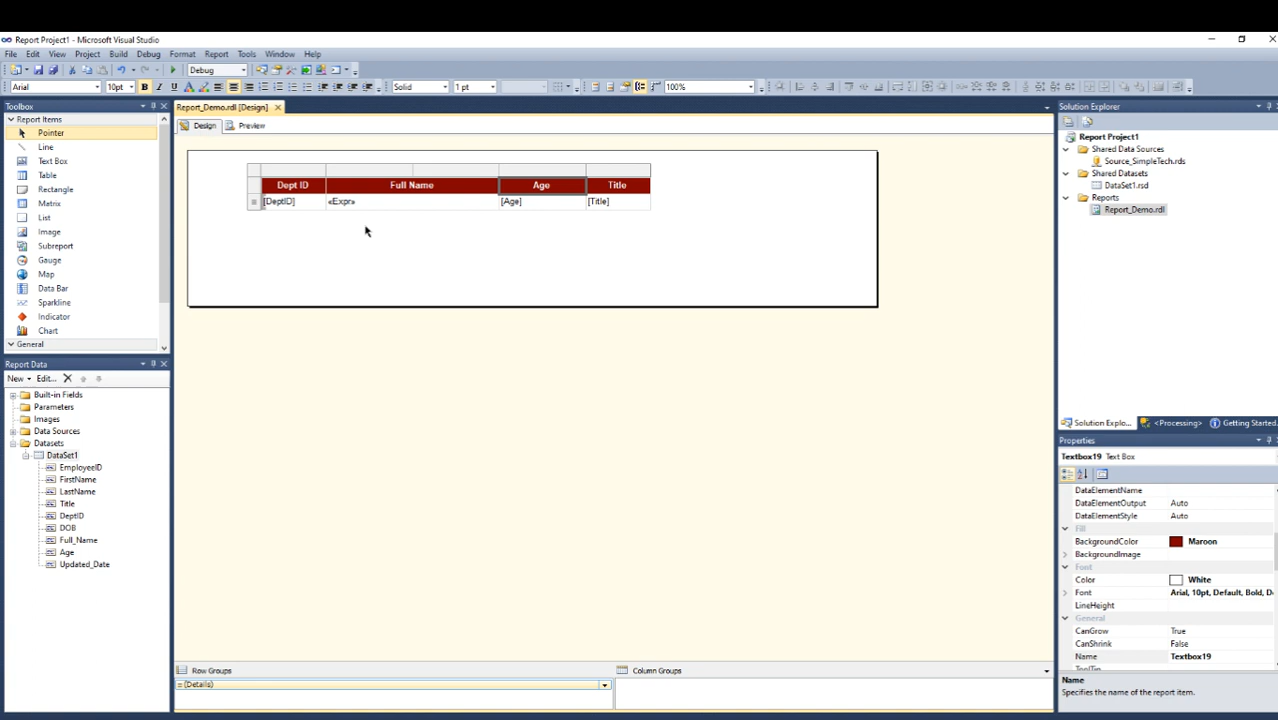 Report Project1 - Microsoft Visual Studio
File Edit View Project Build Debug Format Report Tools Window Help
Debug
Arial 10pt B I U A Solid 1 pt 100%
Toolbox
Report Items
Pointer
Line
Text Box
Table
Rectangle
Matrix
List
Image
Subreport
Gauge
Map
Data Bar
Sparkline
Indicator
Chart
General
Report Data
New Edit...
Built-in Fields
Parameters
Images
Data Sources
Datasets
DataSet1
EmployeeID
FirstName
LastName
Title
DeptID
DOB
Full_Name
Age
Updated_Date
Report_Demo.rdl [Design]
Design Preview
Dept ID Full Name Age Title
[DeptID] «Expr» [Age] [Title]
Row Groups Column Groups
(Details)
Solution Explorer
Report Project1
Shared Data Sources
Source_SimpleTech.rds
Shared Datasets
DataSet1.rsd
Reports
Report_Demo.rdl
Solution Explo... <Processing> Getting Started
Properties
Textbox19 Text Box
DataElementName
DataElementOutput Auto
DataElementStyle Auto
Fill
BackgroundColor Maroon
BackgroundImage
Font
Color White
Font Arial, 10pt, Default, Bold, D
LineHeight
General
CanGrow True
CanShrink False
Name Textbox19
ToolTip
Name
Specifies the name of the report item.